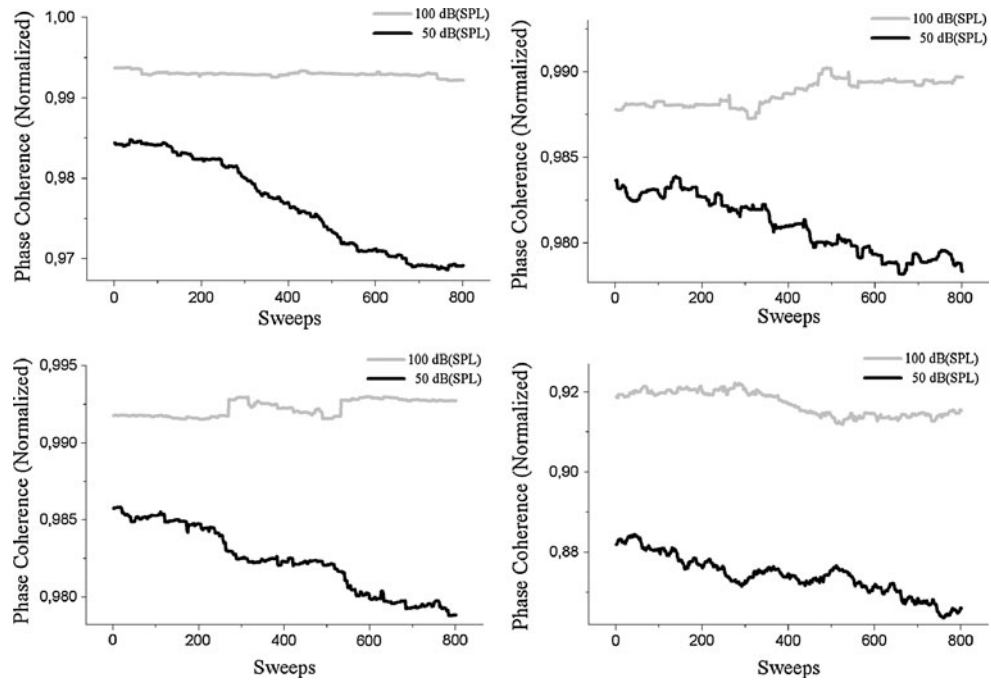 1,00
0,99
0,98
0,97
Phase Coherence (Normalized)
100 dB(SPL)
50 dB(SPL)
0 200 400 600 800
Sweeps
0,990
0,985
0,980
Phase Coherence (Normalized)
100 dB(SPL)
50 dB(SPL)
0 200 400 600 800
Sweeps
0,995
0,990
0,985
0,980
Phase Coherence (Normalized)
100 dB(SPL)
50 dB(SPL)
0 200 400 600 800
Sweeps
0,92
0,90
0,88
Phase Coherence (Normalized)
100 dB(SPL)
50 dB(SPL)
0 200 400 600 800
Sweeps